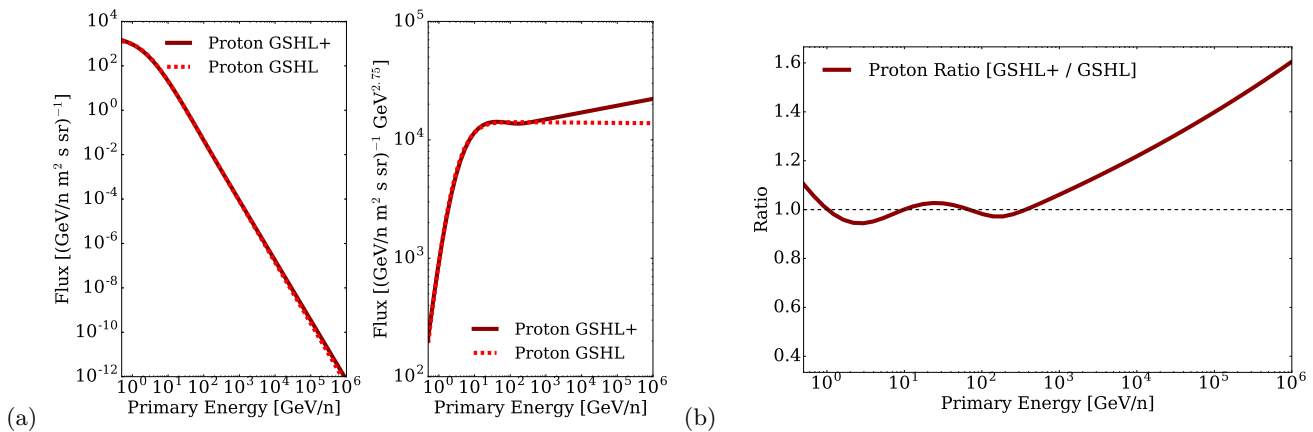 10^4
10^2
10^0
10^-2
10^-4
10^-6
10^-8
10^-10
10^-12
Flux [(GeV/n m^2 s sr)^-1]
Proton GSHL+
Proton GSHL
10^0 10^1 10^2 10^3 10^4 10^5 10^6
Primary Energy [GeV/n]
(a)
10^5
10^4
10^3
10^2
Flux [(GeV/n m^2 s sr)^-1 GeV^2.75]
Proton GSHL+
Proton GSHL
10^0 10^1 10^2 10^3 10^4 10^5 10^6
Primary Energy [GeV/n]
1.6
1.4
1.2
1.0
0.8
0.6
0.4
Ratio
Proton Ratio [GSHL+ / GSHL]
10^0 10^1 10^2 10^3 10^4 10^5 10^6
Primary Energy [GeV/n]
(b)